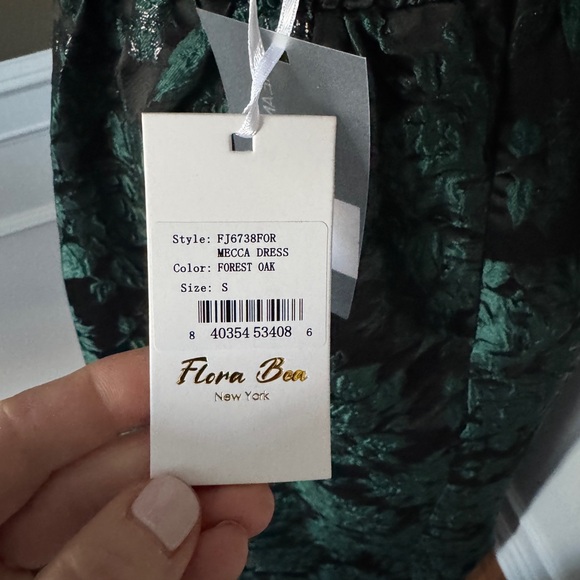 Style: FJ6738FOR
MECCA DRESS
Color: FOREST OAK
Size: S
8 40354 53408 6
Flora Bea
New York